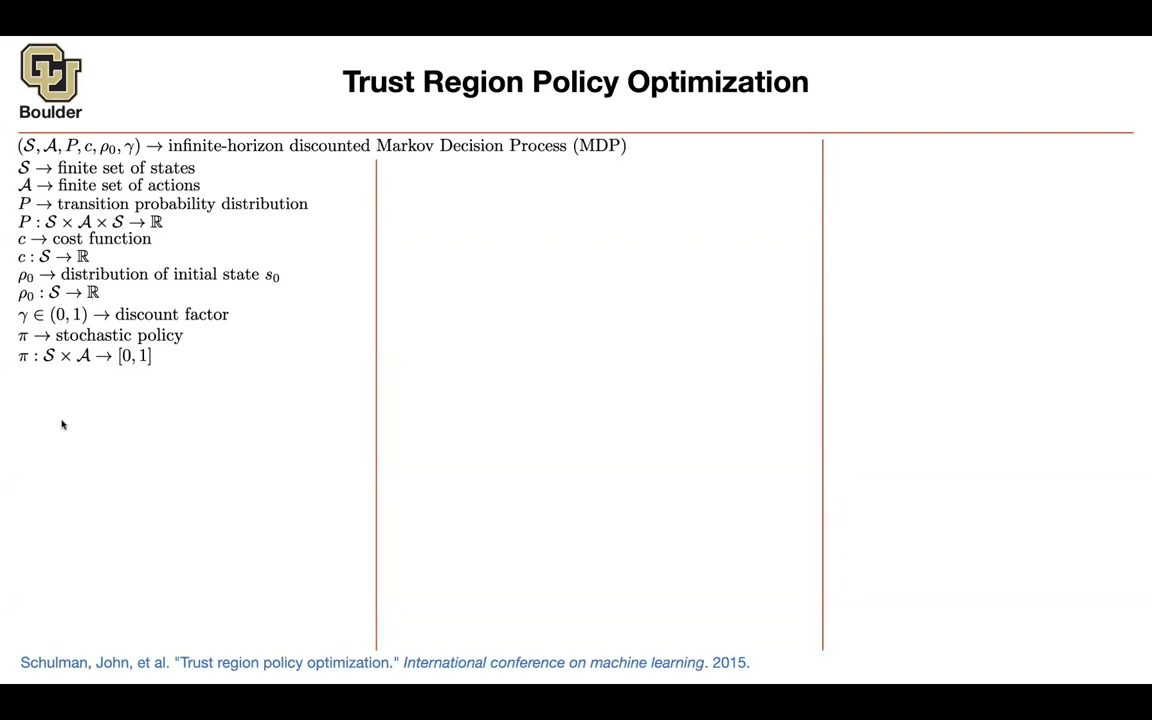 CU
Boulder
Trust Region Policy Optimization
(𝒮, 𝒜, P, c, ρ₀, γ) → infinite-horizon discounted Markov Decision Process (MDP)
𝒮 → finite set of states
𝒜 → finite set of actions
P → transition probability distribution
P : 𝒮 × 𝒜 × 𝒮 → ℝ
c → cost function
c : 𝒮 → ℝ
ρ₀ → distribution of initial state s₀
ρ₀ : 𝒮 → ℝ
γ ∈ (0, 1) → discount factor
π → stochastic policy
π : 𝒮 × 𝒜 → [0, 1]
Schulman, John, et al. "Trust region policy optimization." International conference on machine learning. 2015.